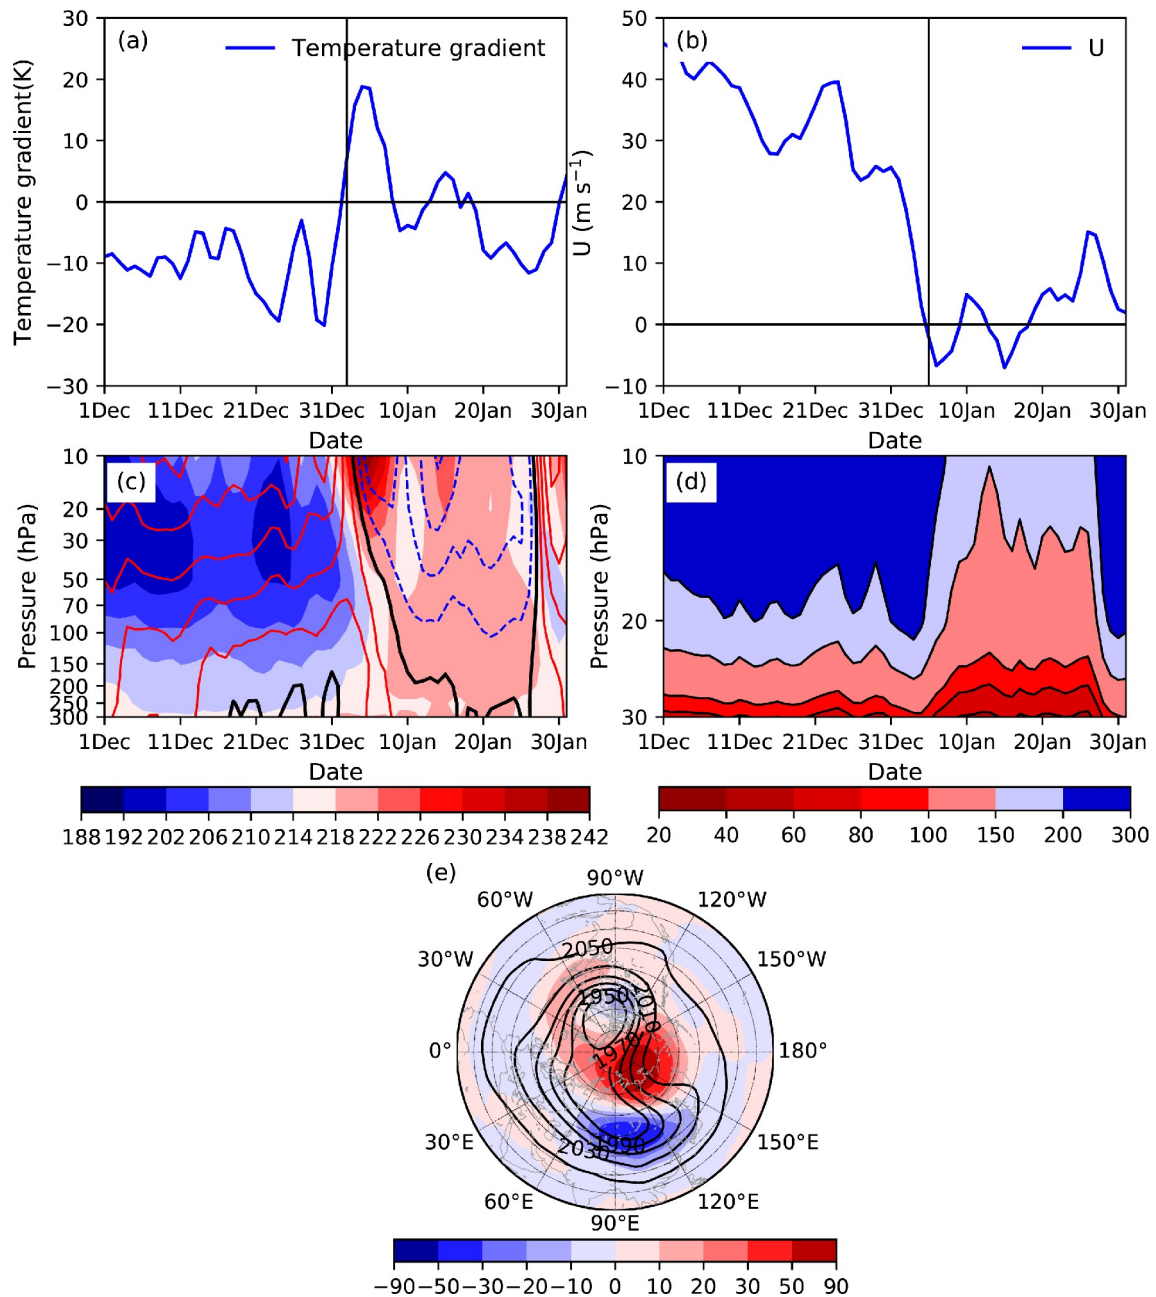 (a)
Temperature gradient
Temperature gradient(K)
30
20
10
0
−10
−20
−30
1Dec 11Dec 21Dec 31Dec 10Jan 20Jan 30Jan
Date
(b)
U
U (m s⁻¹)
50
40
30
20
10
0
−10
1Dec 11Dec 21Dec 31Dec 10Jan 20Jan 30Jan
Date
(c)
Pressure (hPa)
10
20
30
50
70
100
150
200
250
300
1Dec 11Dec 21Dec 31Dec 10Jan 20Jan 30Jan
Date
188 192 202 206 210 214 218 222 226 230 234 238 242
(d)
Pressure (hPa)
10
20
30
1Dec 11Dec 21Dec 31Dec 10Jan 20Jan 30Jan
Date
20 40 60 80 100 150 200 300
(e)
90°W
60°W 120°W
30°W 150°W
0° 180°
30°E 150°E
60°E 120°E
90°E
2050
1950
2010
1970
2030
1990
−90 −50 −30 −20 −10 0 10 20 30 50 90